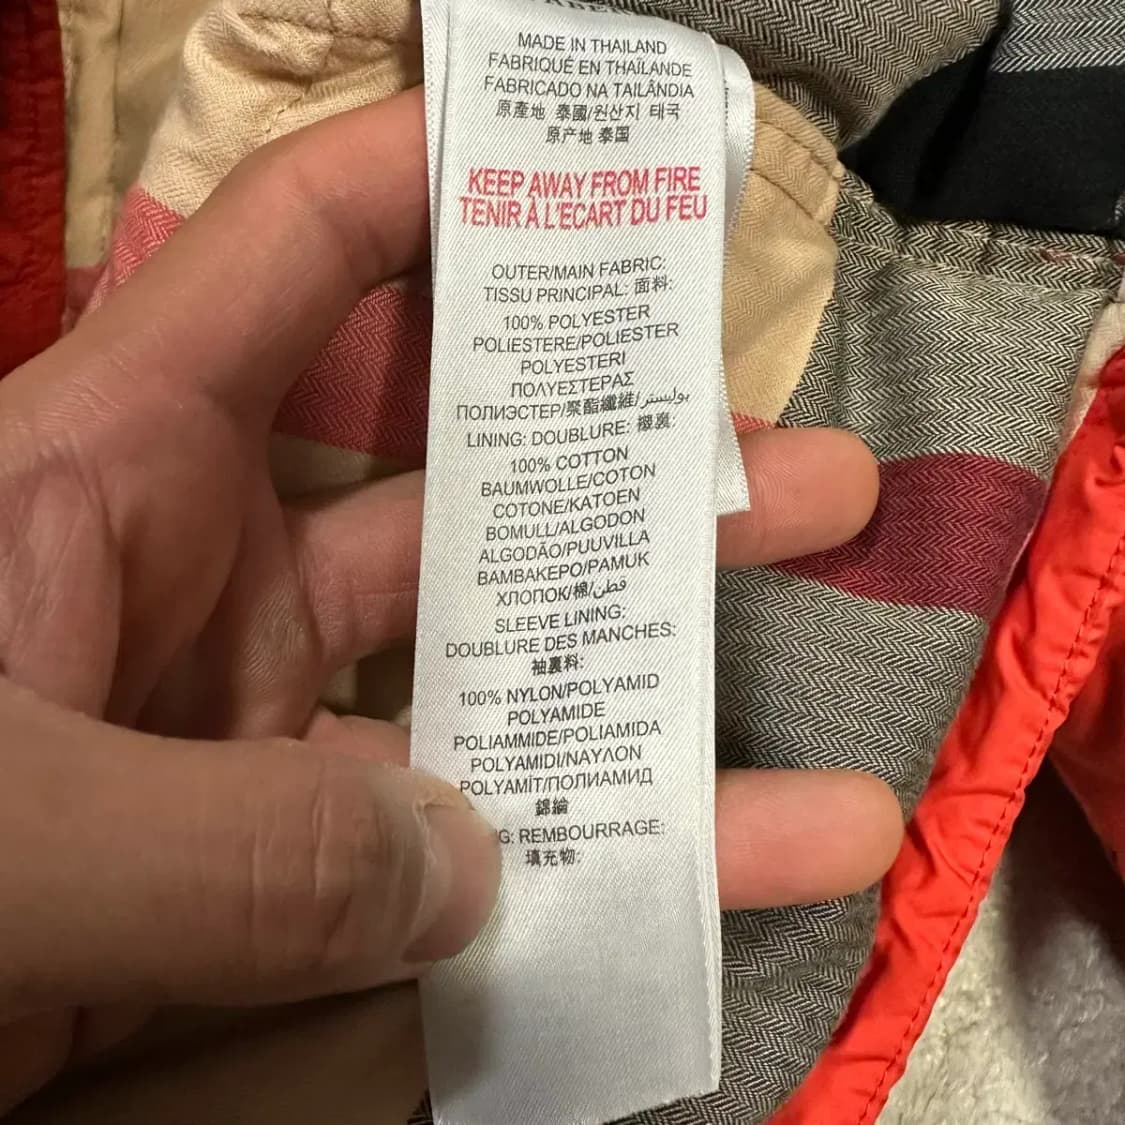 MADE IN THAILAND
FABRIQUÉ EN THAÏLANDE
FABRICADO NA TAILÂNDIA
原產地 泰國/원산지 태국
原产地 泰国
KEEP AWAY FROM FIRE
TENIR À L'ECART DU FEU
OUTER/MAIN FABRIC:
TISSU PRINCIPAL: 面料:
100% POLYESTER
POLIESTERE/POLIESTER
POLYESTERI
ΠΟΛΥΕΣΤΕΡΑΣ
ПОЛИЭСТЕР/聚酯纖維/بوليستر
LINING: DOUBLURE: 襯裏:
100% COTTON
BAUMWOLLE/COTON
COTONE/KATOEN
BOMULL/ALGODON
ALGODÃO/PUUVILLA
BAMBAKEPO/PAMUK
ХЛОПОК/棉/قطن
SLEEVE LINING:
DOUBLURE DES MANCHES:
袖裏料:
100% NYLON/POLYAMID
POLYAMIDE
POLIAMMIDE/POLIAMIDA
POLYAMIDI/ΝΑΥΛΟΝ
POLYAMİT/ПОЛИАМИД
錦綸
G: REMBOURRAGE:
填充物: